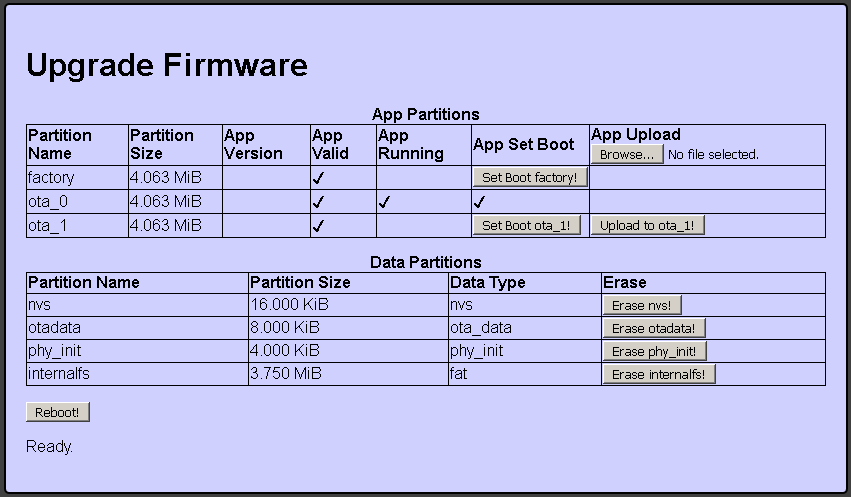 Upgrade Firmware
App Partitions
Partition Name Partition Size App Version App Valid App Running App Set Boot App Upload Browse... No file selected.
factory 4.063 MiB ✓ Set Boot factory!
ota_0 4.063 MiB ✓ ✓ ✓
ota_1 4.063 MiB ✓ Set Boot ota_1! Upload to ota_1!
Data Partitions
Partition Name Partition Size Data Type Erase
nvs 16.000 KiB nvs Erase nvs!
otadata 8.000 KiB ota_data Erase otadata!
phy_init 4.000 KiB phy_init Erase phy_init!
internalfs 3.750 MiB fat Erase internalfs!
Reboot!
Ready.